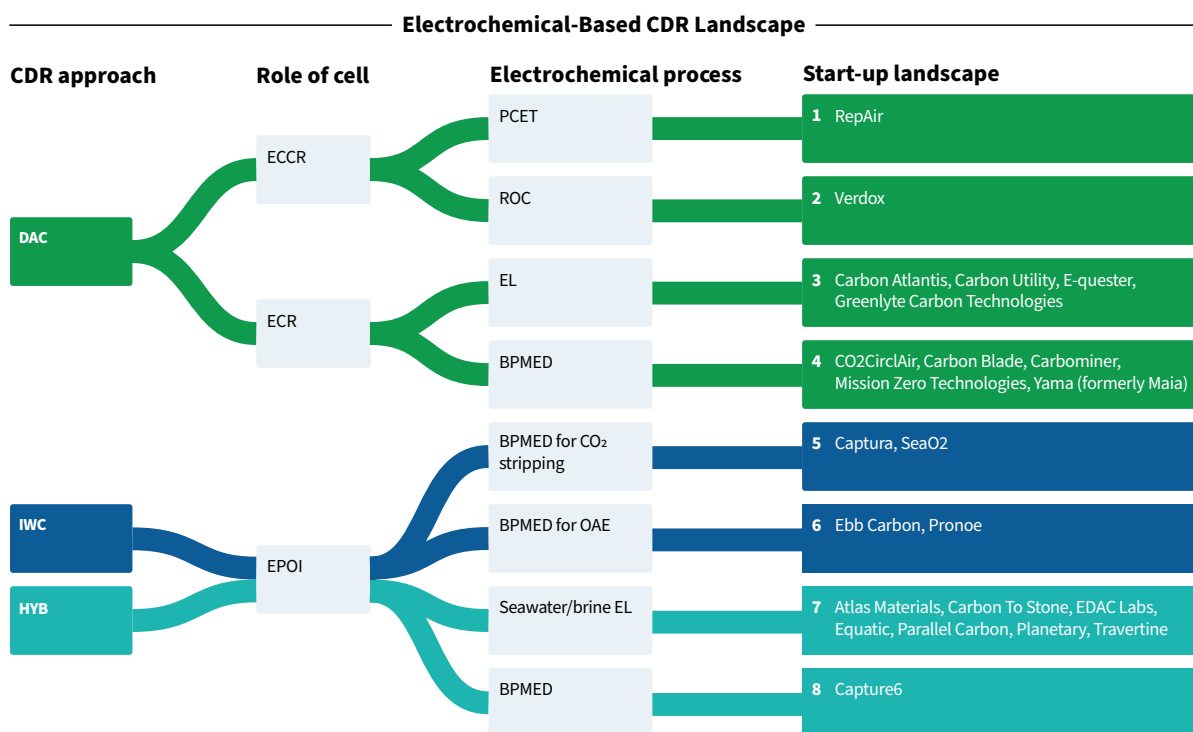 Electrochemical-Based CDR Landscape
CDR approach
Role of cell
Electrochemical process
Start-up landscape
DAC
ECCR
PCET
1 RepAir
ROC
2 Verdox
ECR
EL
3 Carbon Atlantis, Carbon Utility, E-quester,
Greenlyte Carbon Technologies
BPMED
4 CO2CirclAir, Carbon Blade, Carbominer,
Mission Zero Technologies, Yama (formerly Maia)
IWC
HYB
EPOI
BPMED for CO₂
stripping
5 Captura, SeaO2
BPMED for OAE
6 Ebb Carbon, Pronoe
Seawater/brine EL
7 Atlas Materials, Carbon To Stone, EDAC Labs,
Equatic, Parallel Carbon, Planetary, Travertine
BPMED
8 Capture6